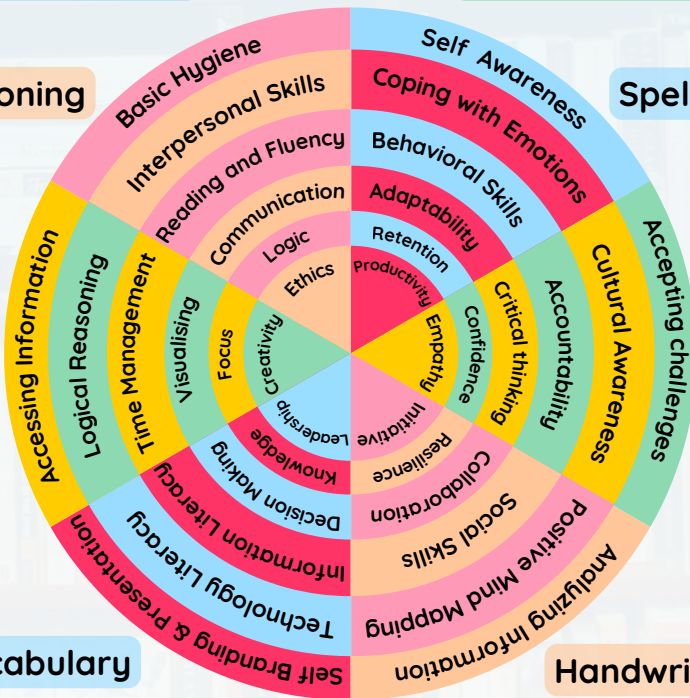 Basic Hygiene
Interpersonal Skills
Reading and Fluency
Communication
Logic
Ethics
Self Awareness
Coping with Emotions
Behavioral Skills
Adaptability
Retention
Productivity
Accepting challenges
Cultural Awareness
Accountability
Critical thinking
Confidence
Empathy
Analyzing Information
Positive Mind Mapping
Social Skills
Collaboration
Resilience
Initiative
Self Branding & Presentation
Technology Literacy
Information Literacy
Decision Making
Knowledge
Leadership
Accessing Information
Logical Reasoning
Time Management
Visualising
Focus
Creativity
oning
Spel
cabulary
Handwri